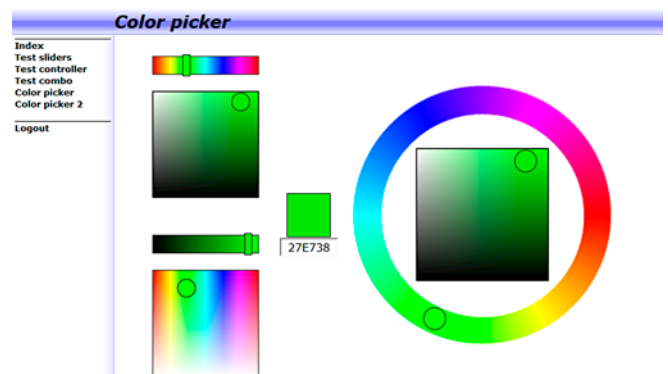 Color picker
Index
Test sliders
Test controller
Test combo
Color picker
Color picker 2
Logout
27E738